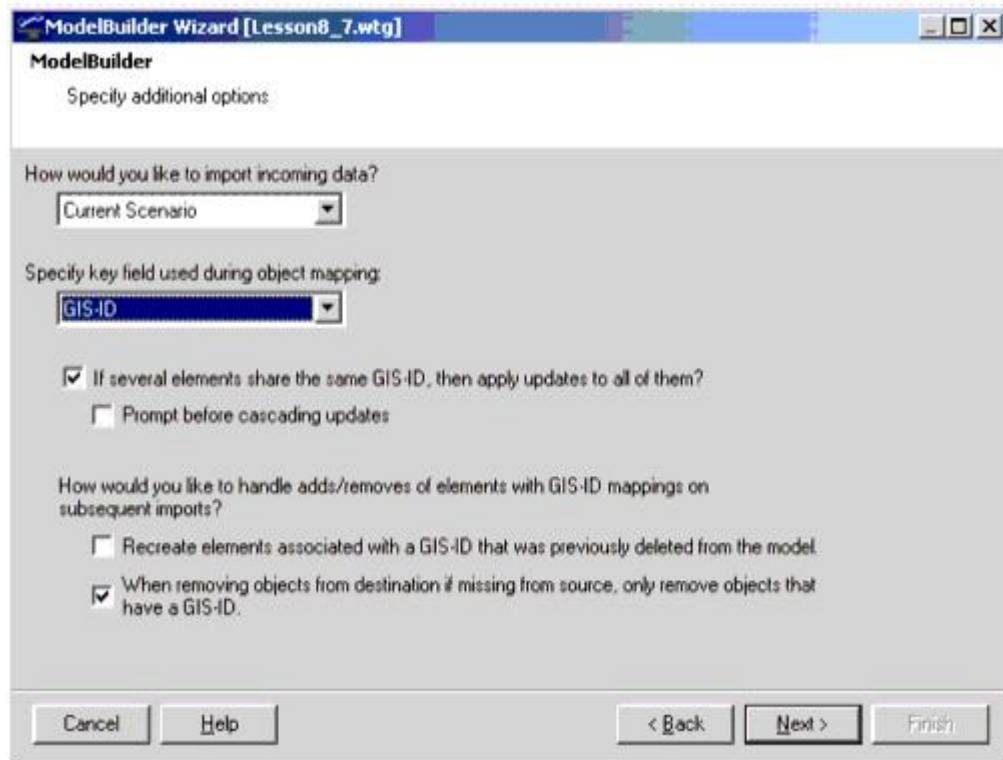 ModelBuilder Wizard [Lesson8_7.wtg]
ModelBuilder
Specify additional options
How would you like to import incoming data?
Current Scenario
Specify key field used during object mapping:
GIS-ID
If several elements share the same GIS-ID, then apply updates to all of them?
Prompt before cascading updates
How would you like to handle adds/removes of elements with GIS-ID mappings on
subsequent imports?
Recreate elements associated with a GIS-ID that was previously deleted from the model.
When removing objects from destination if missing from source, only remove objects that
have a GIS-ID.
Cancel Help < Back Next > Finish